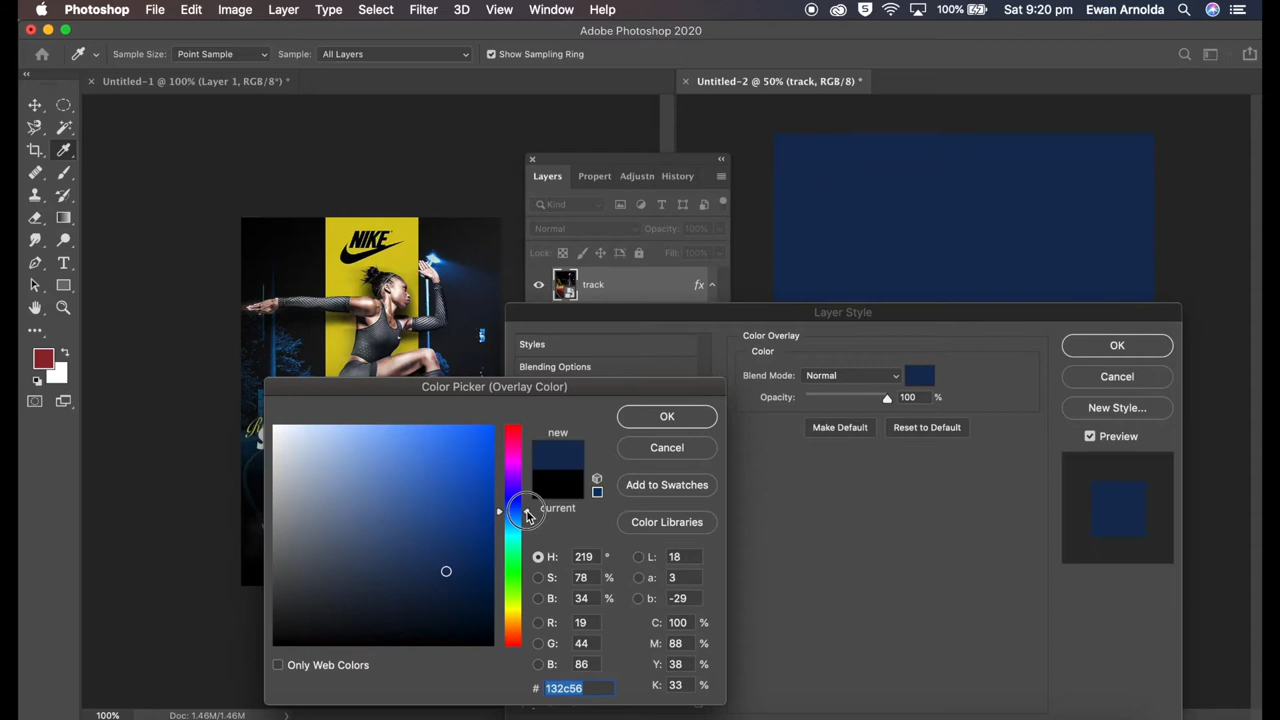 Photoshop File Edit Image Layer Type Select Filter 3D View Window Help 100% Sat 9:20 pm Ewan Arnolda
Adobe Photoshop 2020
Sample Size: Point Sample Sample: All Layers Show Sampling Ring
Untitled-1 @ 100% (Layer 1, RGB/8*) *
Untitled-2 @ 50% (track, RGB/8) *
Layers Propert Adjustn History
Kind
Normal Opacity: 100%
Lock: Fill: 100%
track fx
NIKE
Layer Style
Styles
Blending Options
Color Overlay
Color
Blend Mode: Normal
Opacity: 100 %
Make Default Reset to Default
OK
Cancel
New Style...
Preview
Color Picker (Overlay Color)
new
current
OK
Cancel
Add to Swatches
Color Libraries
H: 219 °
S: 78 %
B: 34 %
R: 19
G: 44
B: 86
# 132c56
L: 18
a: 3
b: -29
C: 100 %
M: 88 %
Y: 38 %
K: 33 %
Only Web Colors
100% Doc: 1.46M/1.46M